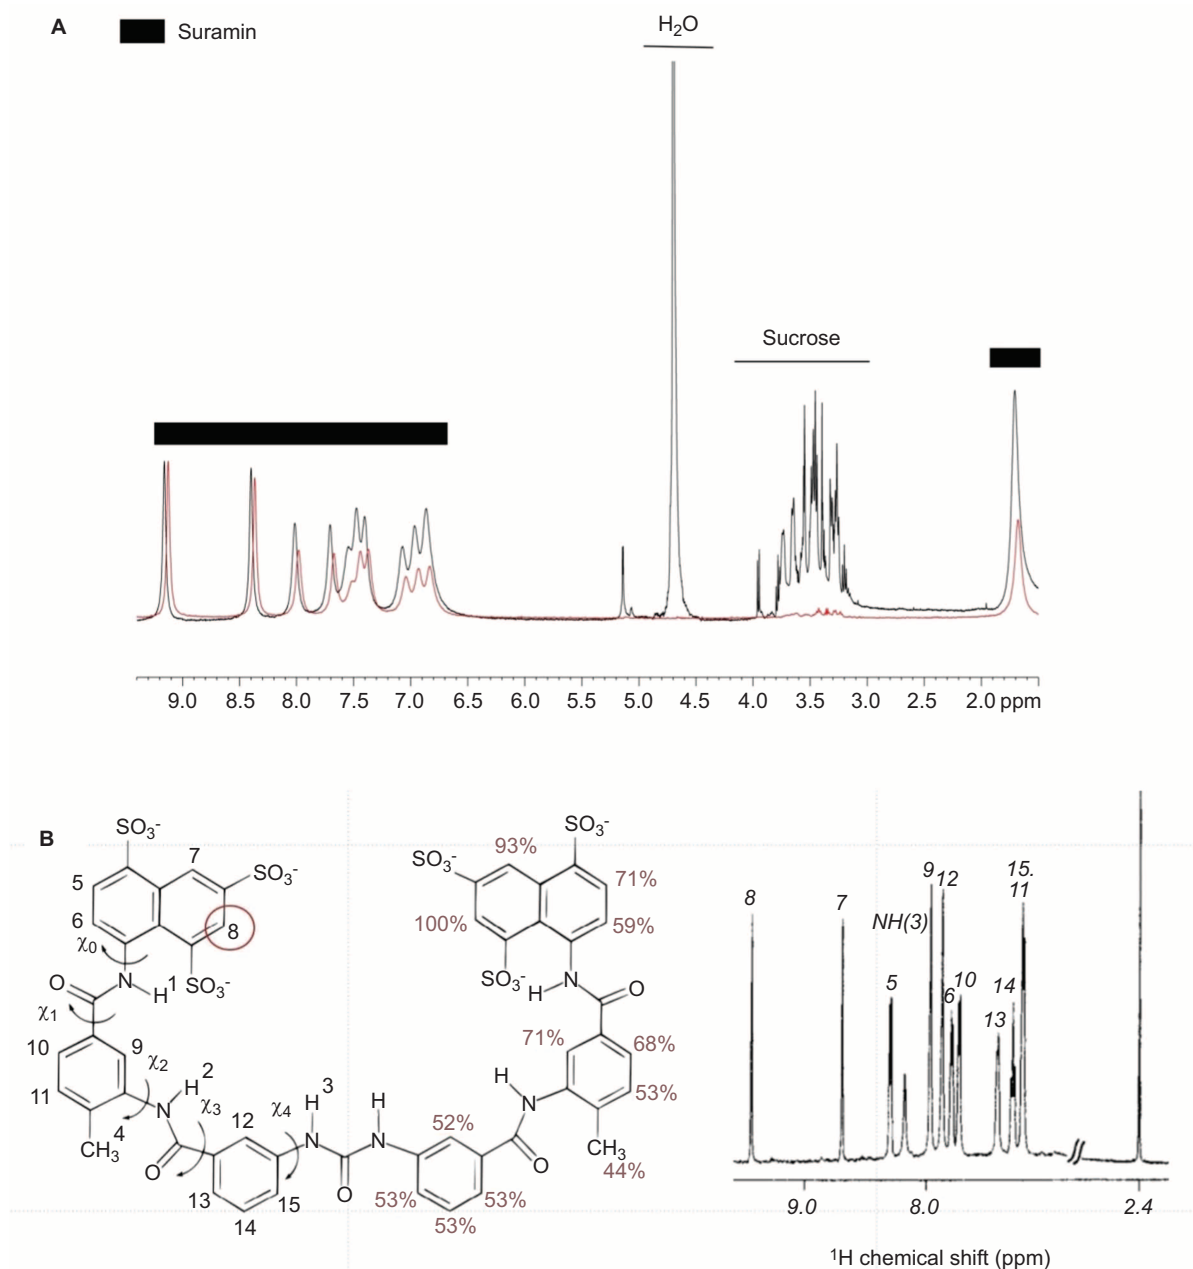 A
Suramin
H2O
Sucrose
9.0 8.5 8.0 7.5 7.0 6.5 6.0 5.5 5.0 4.5 4.0 3.5 3.0 2.5 2.0 ppm
B
SO3-
7
SO3-
5
6
8
χ0
SO3-
N
H
1
O
χ1
10
9
11
χ2
H
2
N
χ3
4
CH3
O
12
χ4
H
3
N
O
13
14
15
H
N
52%
53%
53%
53%
O
H
N
CH3
44%
53%
68%
71%
O
N
H
SO3-
59%
71%
100%
93%
SO3-
SO3-
8
7
NH(3)
5
9
12
6
10
13
14
15.
11
9.0 8.0 2.4
1H chemical shift (ppm)